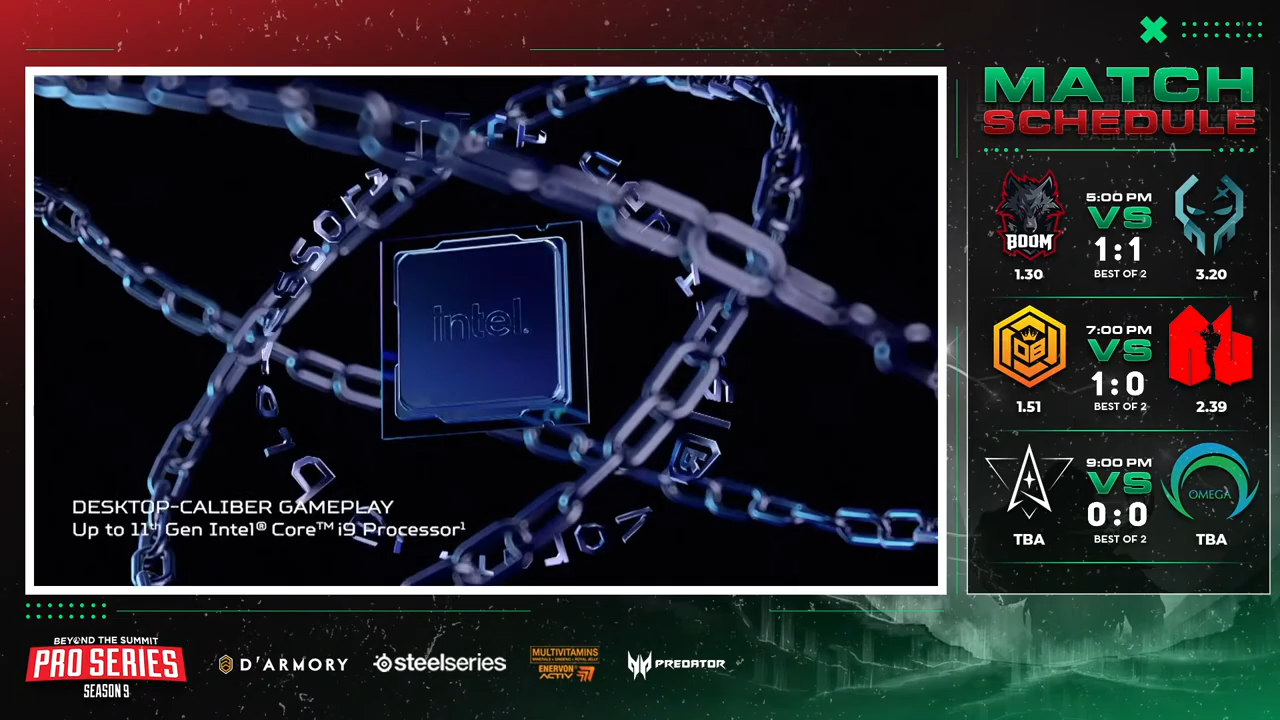 MATCH
SCHEDULE
5:00 PM
VS
1:1
BEST OF 2
BOOM
1.30
3.20
7:00 PM
VS
1:0
BEST OF 2
1.51
2.39
9:00 PM
VS
0:0
BEST OF 2
OMEGA
TBA
TBA
intel.
DESKTOP-CALIBER GAMEPLAY
Up to 11th Gen Intel® Core™ i9 Processor¹
BEYOND THE SUMMIT
PRO SERIES
SEASON 9
D'ARMORY
steelseries
MULTIVITAMINS
ENERVON
ACTIV
PREDATOR